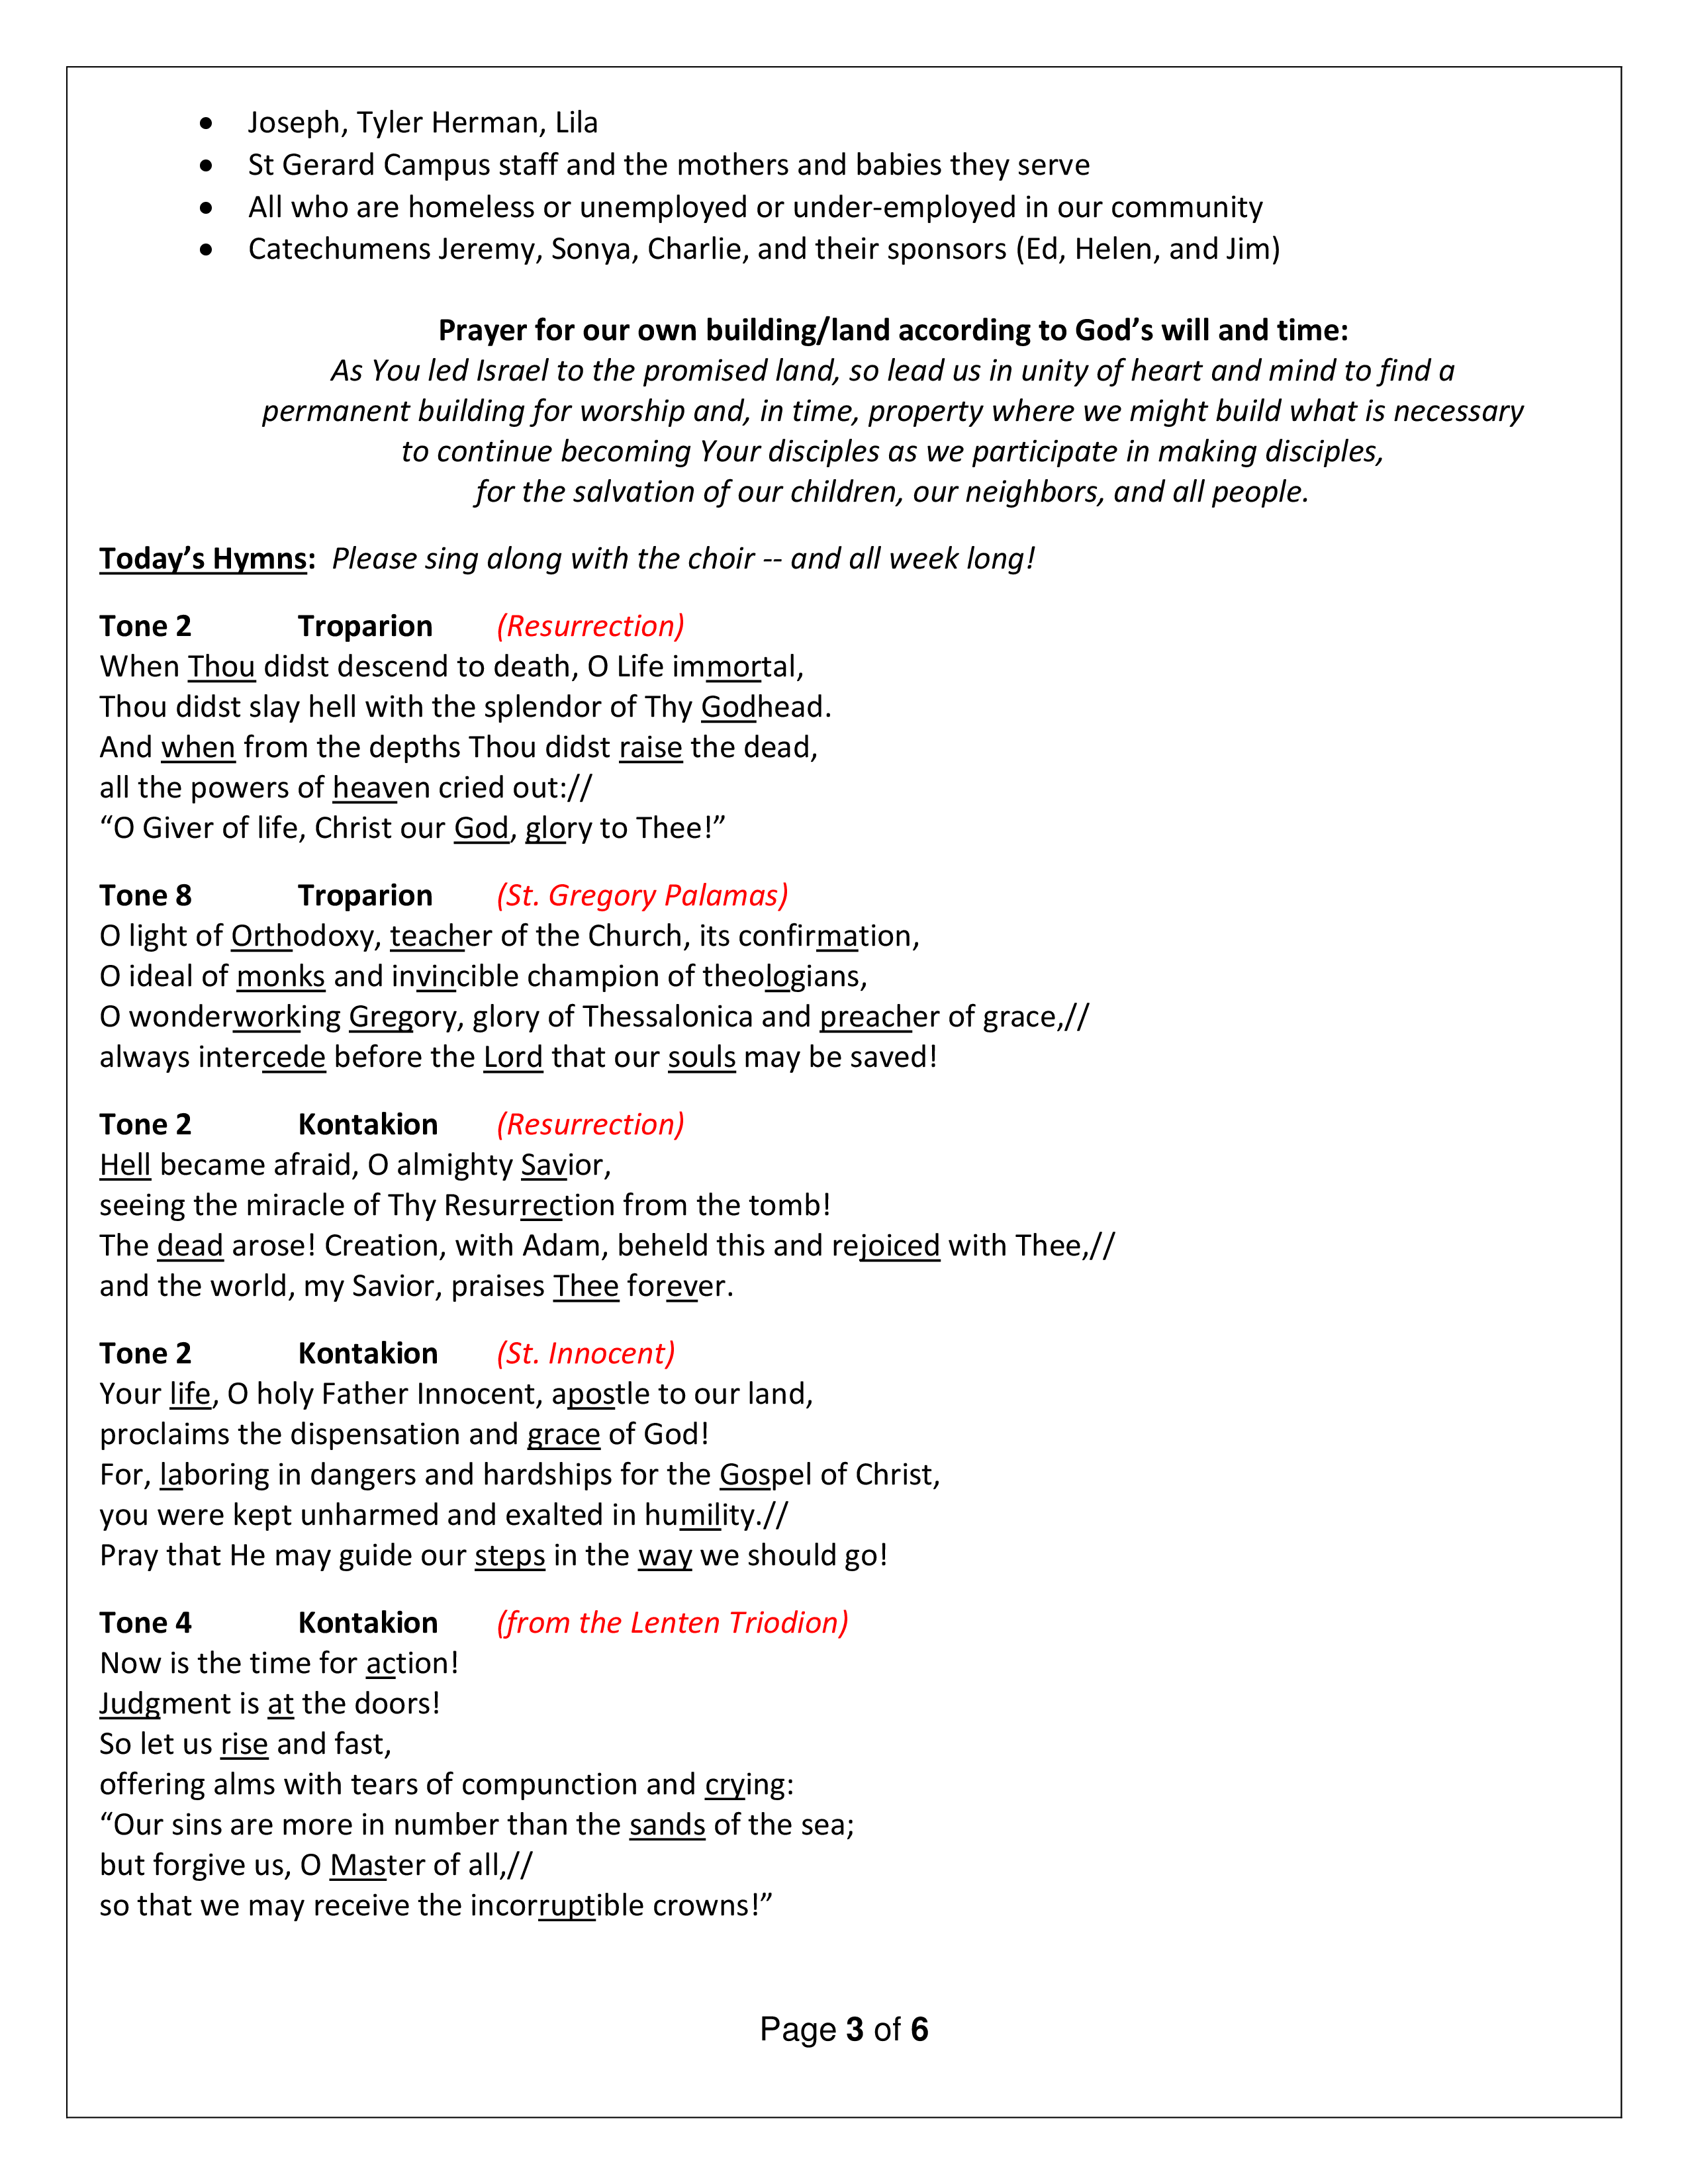 • Joseph, Tyler Herman, Lila
• St Gerard Campus staff and the mothers and babies they serve
• All who are homeless or unemployed or under-employed in our community
• Catechumens Jeremy, Sonya, Charlie, and their sponsors (Ed, Helen, and Jim)
Prayer for our own building/land according to God’s will and time:
As You led Israel to the promised land, so lead us in unity of heart and mind to find a
permanent building for worship and, in time, property where we might build what is necessary
to continue becoming Your disciples as we participate in making disciples,
for the salvation of our children, our neighbors, and all people.
Today’s Hymns: Please sing along with the choir -- and all week long!
Tone 2 Troparion (Resurrection)
When Thou didst descend to death, O Life immortal,
Thou didst slay hell with the splendor of Thy Godhead.
And when from the depths Thou didst raise the dead,
all the powers of heaven cried out://
“O Giver of life, Christ our God, glory to Thee!”
Tone 8 Troparion (St. Gregory Palamas)
O light of Orthodoxy, teacher of the Church, its confirmation,
O ideal of monks and invincible champion of theologians,
O wonderworking Gregory, glory of Thessalonica and preacher of grace,//
always intercede before the Lord that our souls may be saved!
Tone 2 Kontakion (Resurrection)
Hell became afraid, O almighty Savior,
seeing the miracle of Thy Resurrection from the tomb!
The dead arose! Creation, with Adam, beheld this and rejoiced with Thee,//
and the world, my Savior, praises Thee forever.
Tone 2 Kontakion (St. Innocent)
Your life, O holy Father Innocent, apostle to our land,
proclaims the dispensation and grace of God!
For, laboring in dangers and hardships for the Gospel of Christ,
you were kept unharmed and exalted in humility.//
Pray that He may guide our steps in the way we should go!
Tone 4 Kontakion (from the Lenten Triodion)
Now is the time for action!
Judgment is at the doors!
So let us rise and fast,
offering alms with tears of compunction and crying:
“Our sins are more in number than the sands of the sea;
but forgive us, O Master of all,//
so that we may receive the incorruptible crowns!”
Page 3 of 6